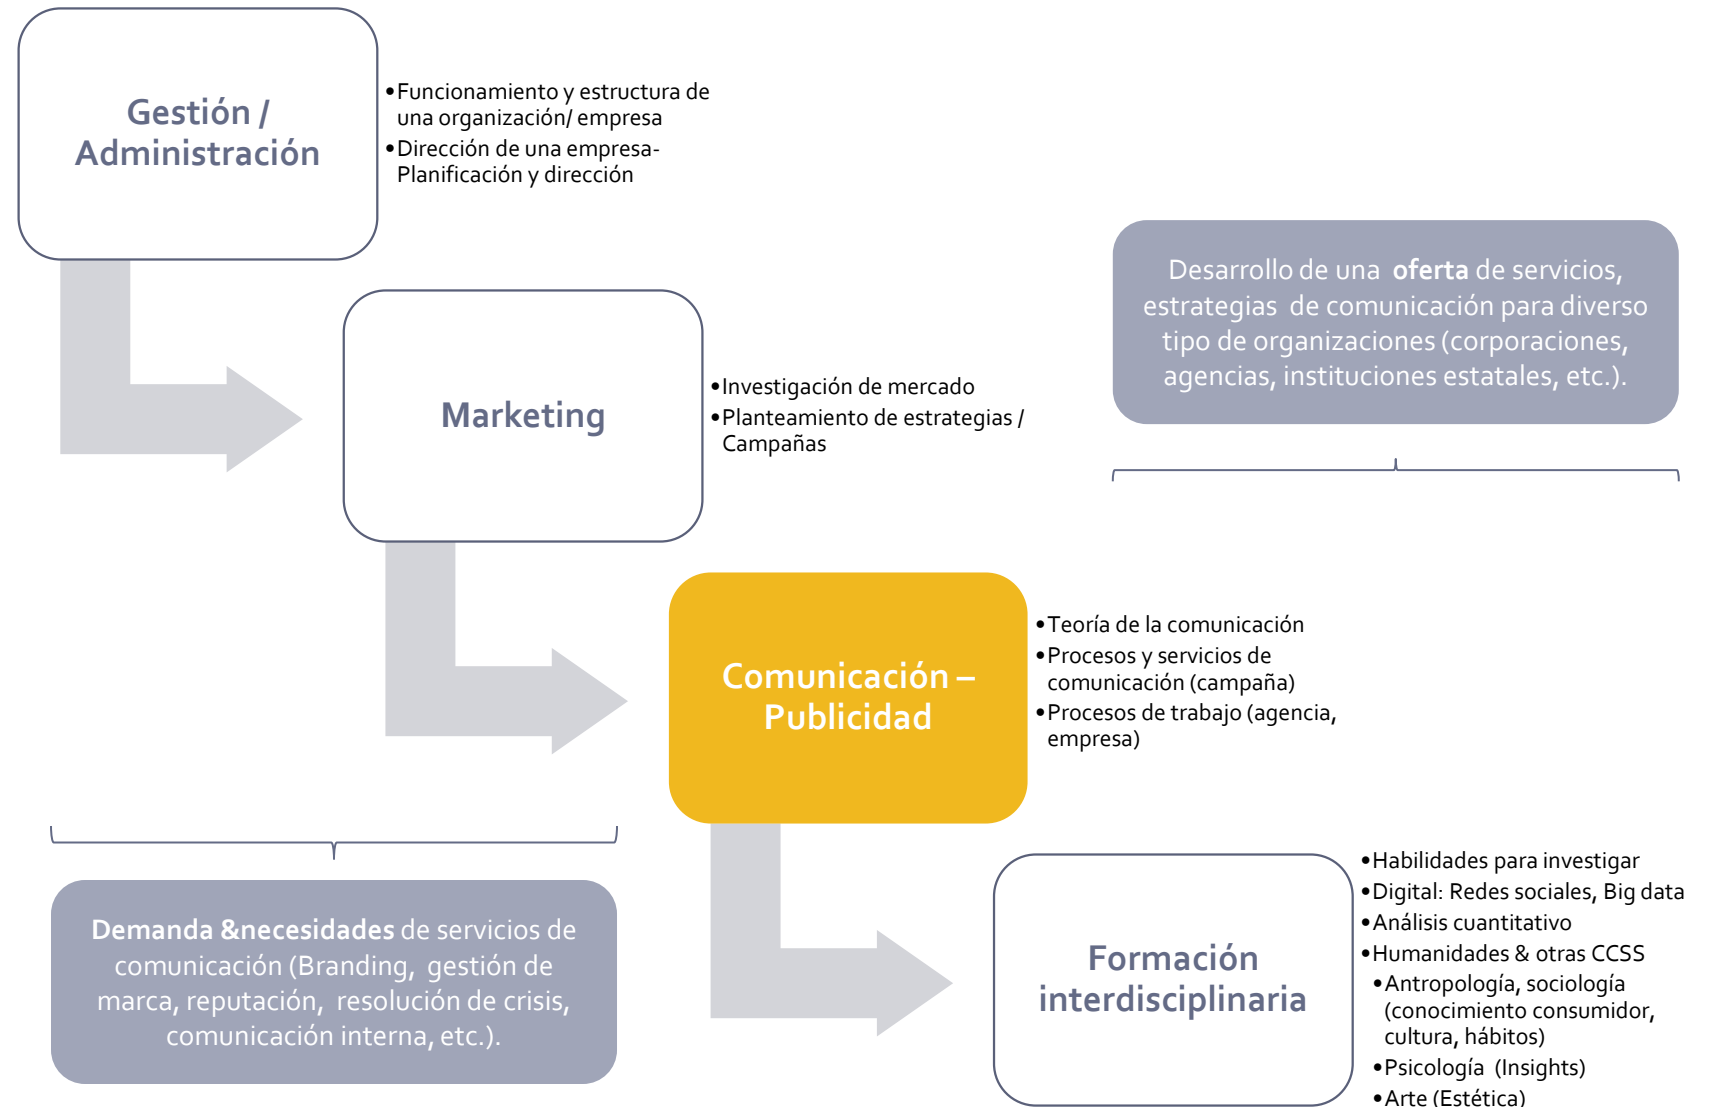 Gestión /
Administración
•Funcionamiento y estructura de
una organización/ empresa
•Dirección de una empresa-
Planificación y dirección
Desarrollo de una oferta de servicios,
estrategias de comunicación para diverso
tipo de organizaciones (corporaciones,
agencias, instituciones estatales, etc.).
Marketing
•Investigación de mercado
•Planteamiento de estrategias /
Campañas
Comunicación –
Publicidad
•Teoría de la comunicación
•Procesos y servicios de
comunicación (campaña)
•Procesos de trabajo (agencia,
empresa)
Demanda &necesidades de servicios de
comunicación (Branding, gestión de
marca, reputación, resolución de crisis,
comunicación interna, etc.).
Formación
interdisciplinaria
•Habilidades para investigar
•Digital: Redes sociales, Big data
•Análisis cuantitativo
•Humanidades & otras CCSS
•Antropología, sociología
(conocimiento consumidor,
cultura, hábitos)
•Psicología (Insights)
•Arte (Estética)